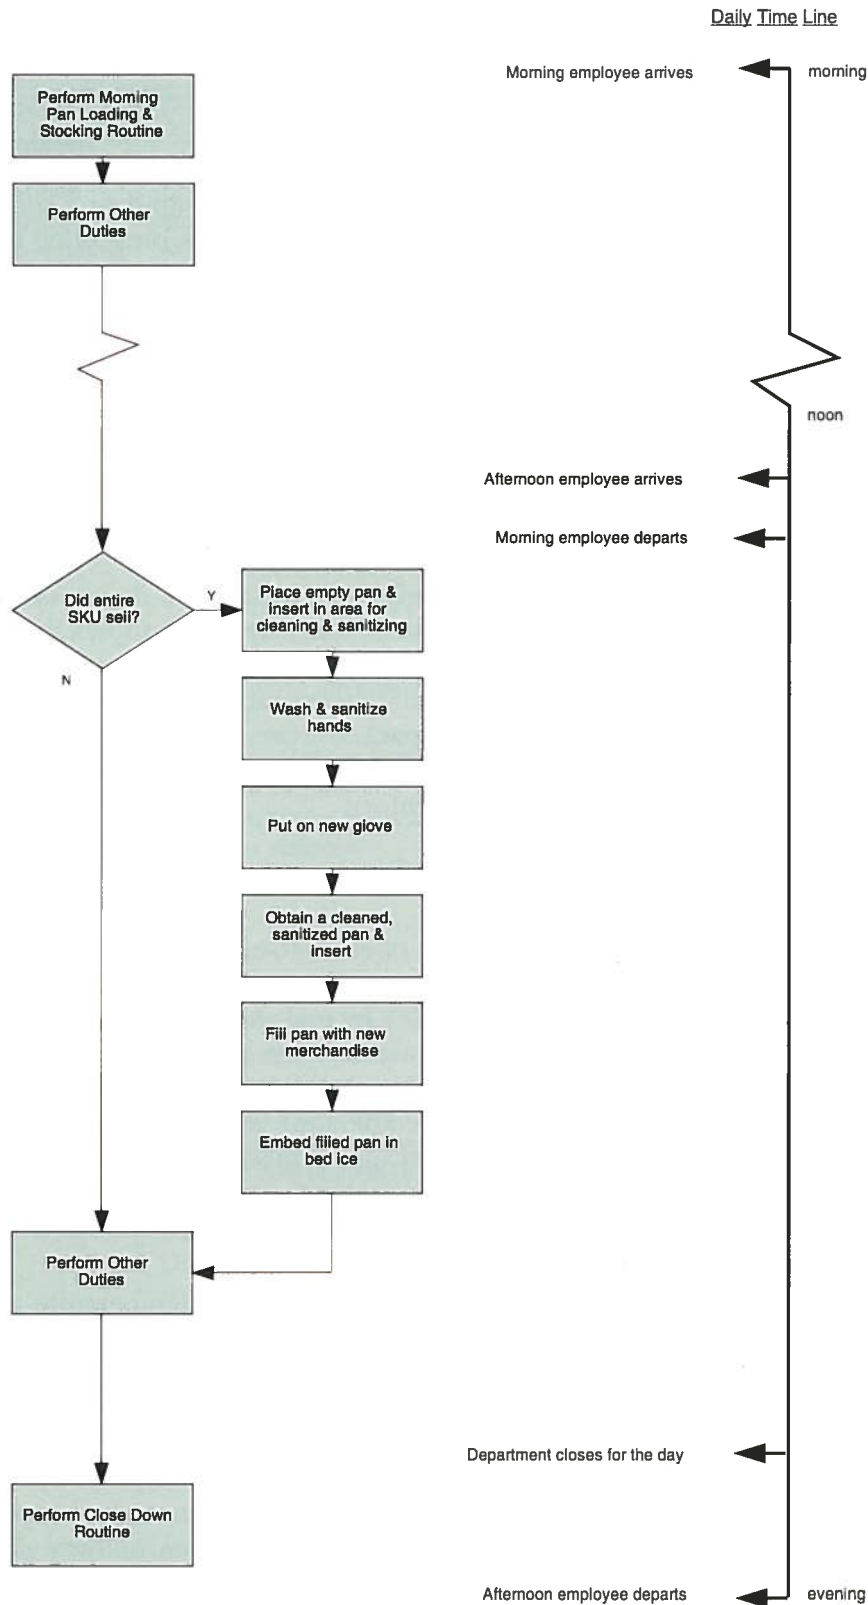 Daily Time Line
Morning employee arrives
morning
Perform Morning
Pan Loading &
Stocking Routine
Perform Other
Duties
noon
Afternoon employee arrives
Morning employee departs
Did entire
SKU sell?
Y
N
Place empty pan &
insert in area for
cleaning & sanitizing
Wash & sanitize
hands
Put on new glove
Obtain a cleaned,
sanitized pan &
insert
Fill pan with new
merchandise
Embed filled pan in
bed ice
Perform Other
Duties
Department closes for the day
Perform Close Down
Routine
Afternoon employee departs
evening